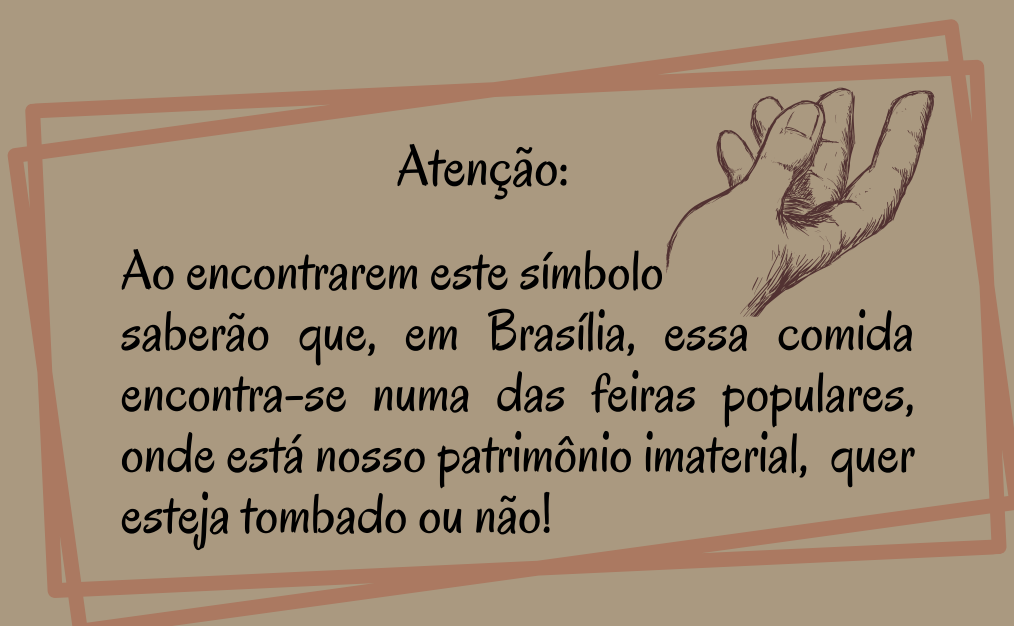 Atenção:
Ao encontrarem este símbolo
saberão que, em Brasília, essa comida
encontra-se numa das feiras populares,
onde está nosso patrimônio imaterial, quer
esteja tombado ou não!